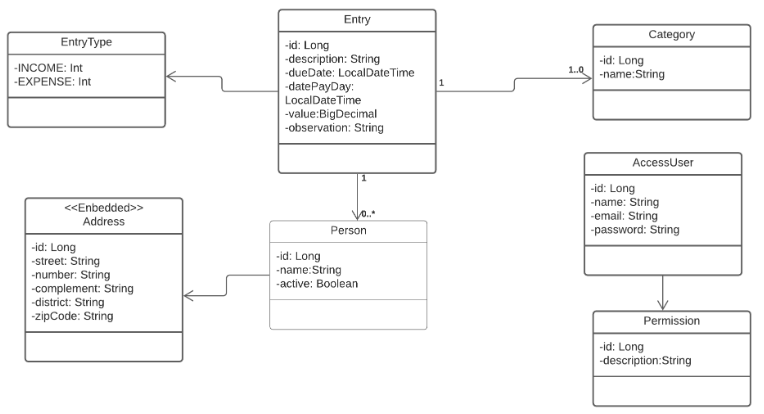 EntryType
-INCOME: Int
-EXPENSE: Int
Entry
-id: Long
-description: String
-dueDate: LocalDateTime
-datePayDay:
LocalDateTime
-value:BigDecimal
-observation: String
1
1..0
Category
-id: Long
-name:String
1
0..*
<<Enbedded>>
Address
-id: Long
-street: String
-number: String
-complement: String
-district: String
-zipCode: String
Person
-id: Long
-name:String
-active: Boolean
AccessUser
-id: Long
-name: String
-email: String
-password: String
Permission
-id: Long
-description:String